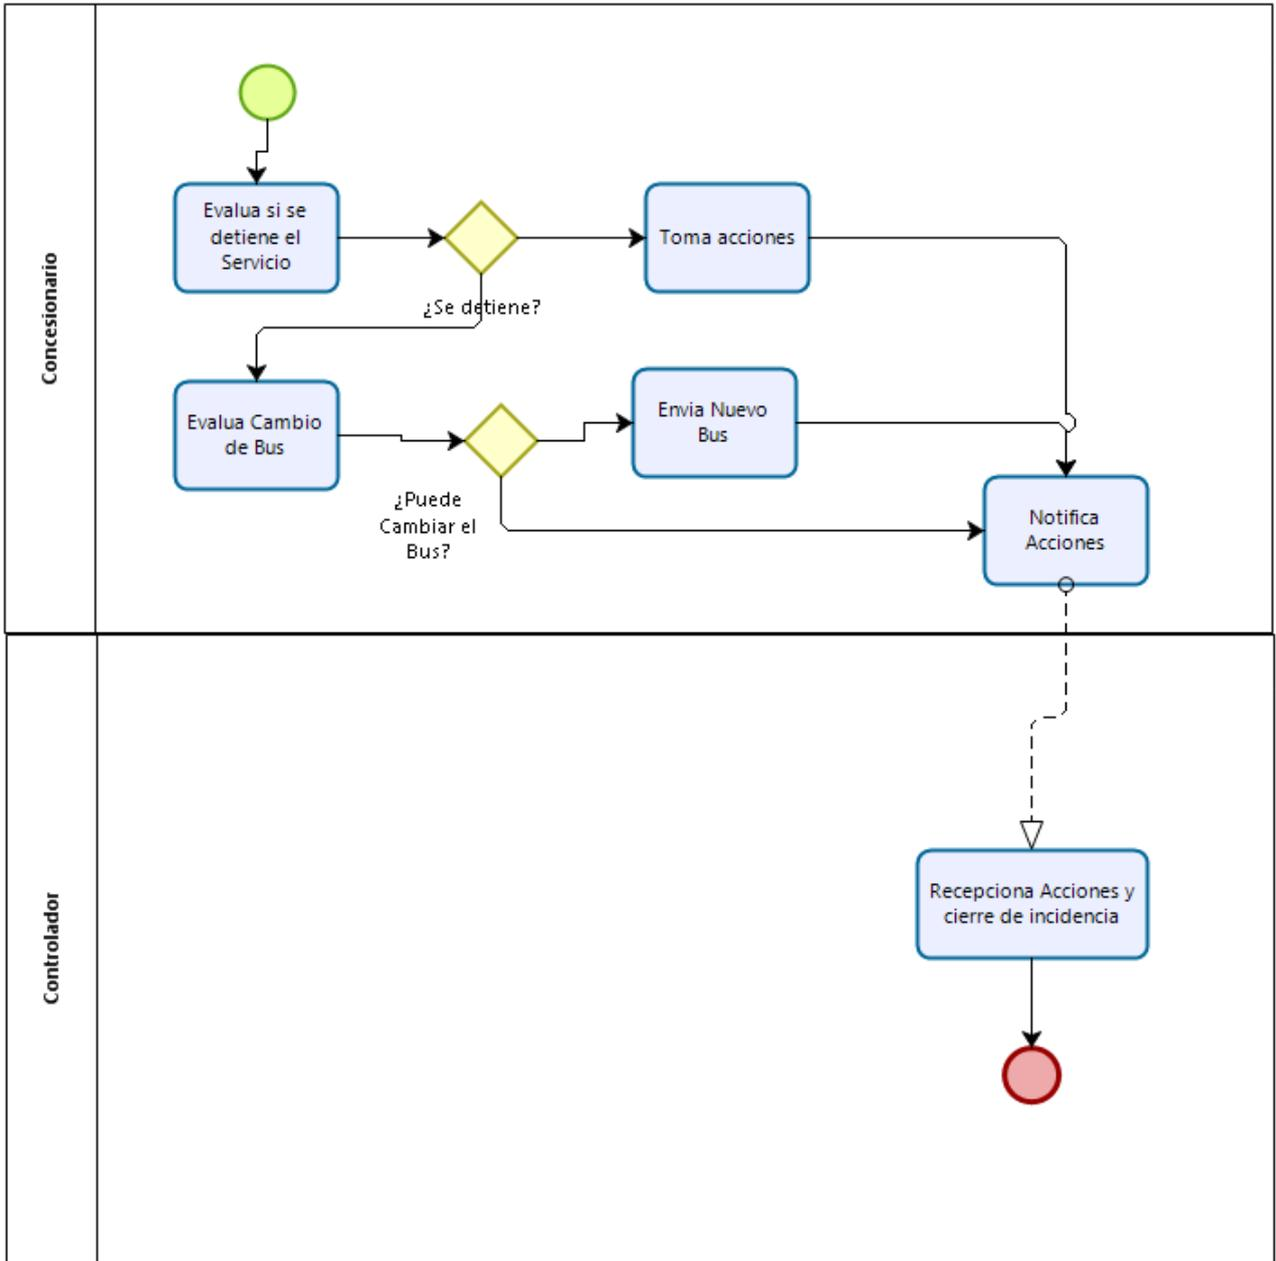 Concesionario
Evalua si se
detiene el
Servicio
¿Se detiene?
Toma acciones
Evalua Cambio
de Bus
¿Puede
Cambiar el
Bus?
Envia Nuevo
Bus
Notifica
Acciones
Controlador
Recepciona Acciones y
cierre de incidencia